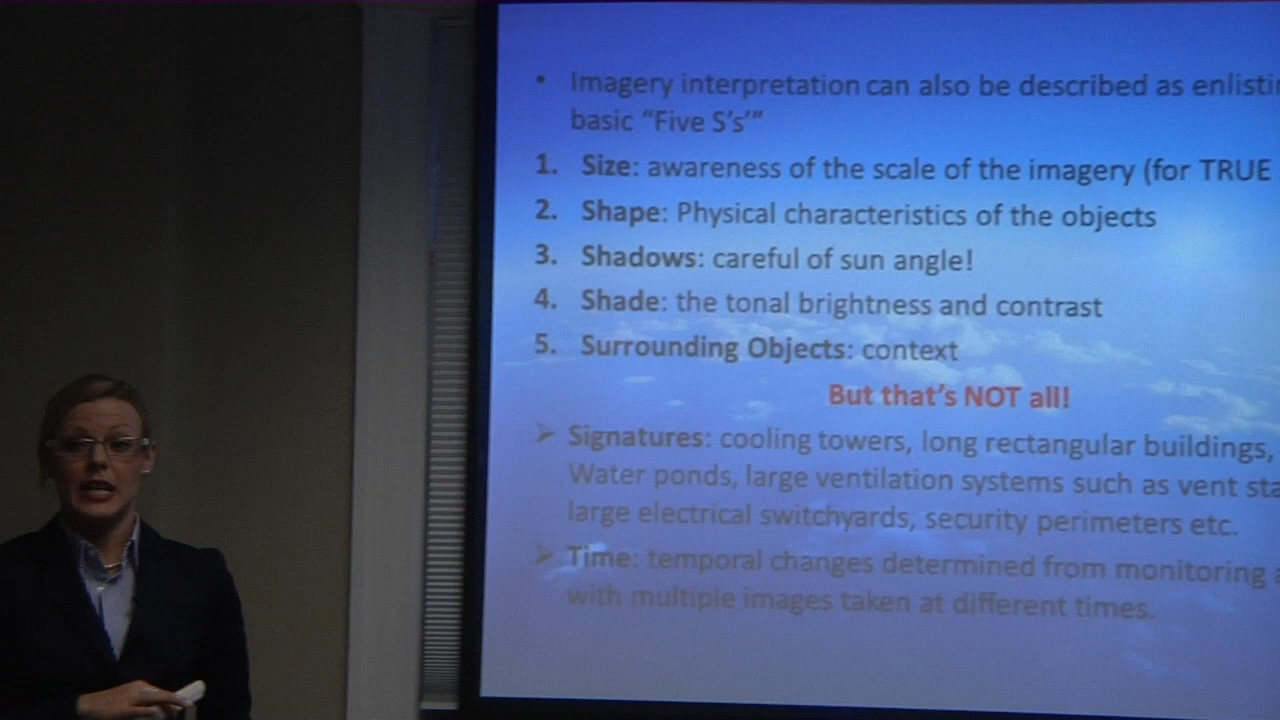 • Imagery interpretation can also be described as
basic “Five S’s’”
1. Size: awareness of the scale of the imagery (for TRUE
2. Shape: Physical characteristics of the objects
3. Shadows: careful of sun angle!
4. Shade: the tonal brightness and contrast
5. Surrounding Objects: context
But that’s NOT all!
➢ Signatures: cooling towers, long rectangular buildings,
Water ponds, large ventilation systems such as vent
large electrical switchyards, security perimeters etc.
➢ Time: temporal changes determined from monitoring
with multiple images taken at different times.